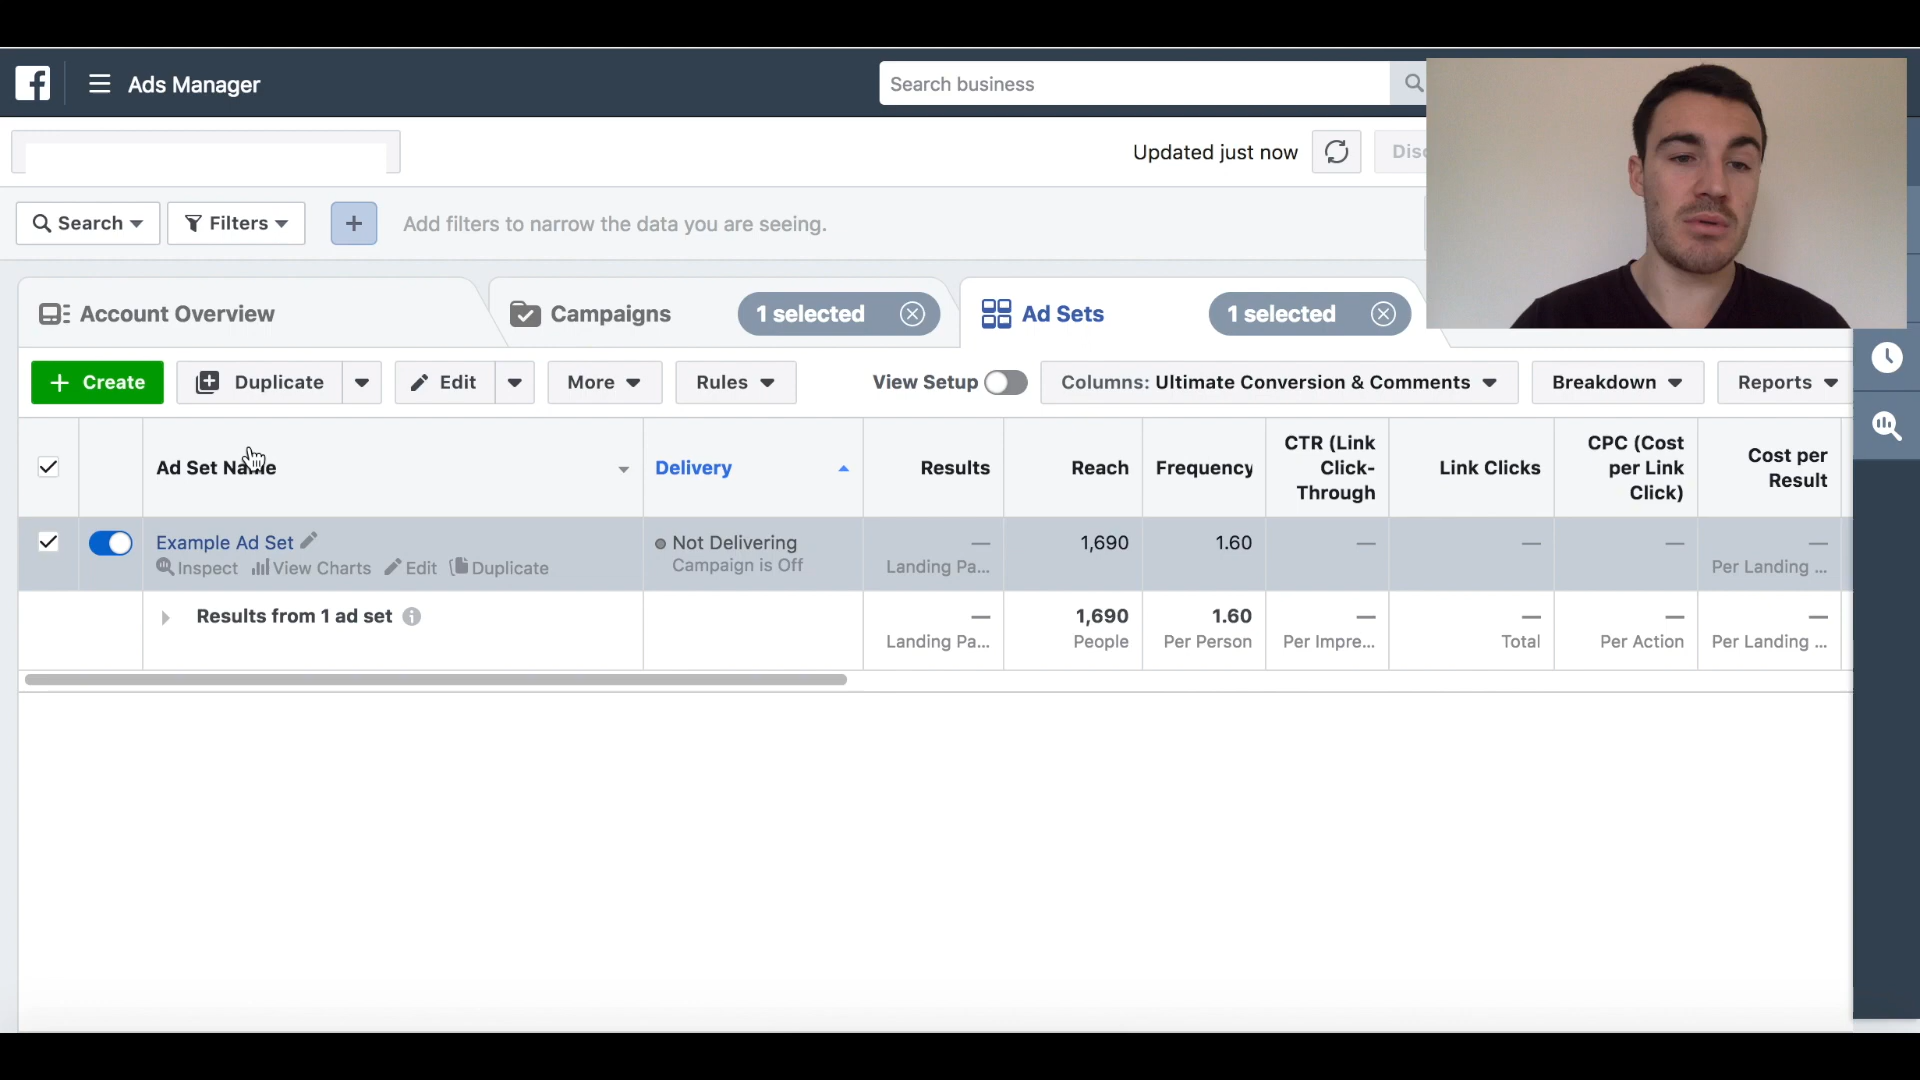 Ads Manager
Search business
Updated just now
Search
Filters
Add filters to narrow the data you are seeing.
Account Overview
Campaigns
1 selected
Ad Sets
1 selected
Create
Duplicate
Edit
More
Rules
View Setup
Columns: Ultimate Conversion & Comments
Breakdown
Reports
Ad Set Name
Delivery
Results
Reach
Frequency
CTR (Link
Click-
Through
Link Clicks
CPC (Cost
per Link
Click)
Cost per
Result
Example Ad Set
Inspect View Charts Edit Duplicate
Not Delivering
Campaign is Off
—
Landing Pa...
1,690
1.60
—
—
—
—
Per Landing ...
Results from 1 ad set
—
Landing Pa...
1,690
People
1.60
Per Person
—
Per Impre...
—
Total
—
Per Action
—
Per Landing ...